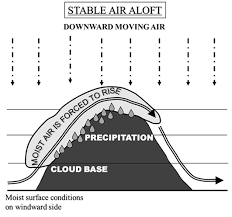 STABLE AIR ALOFT
DOWNWARD MOVING AIR
MOIST AIR IS FORCED TO RISE
PRECIPITATION
CLOUD BASE
Moist surface conditions
on windward side